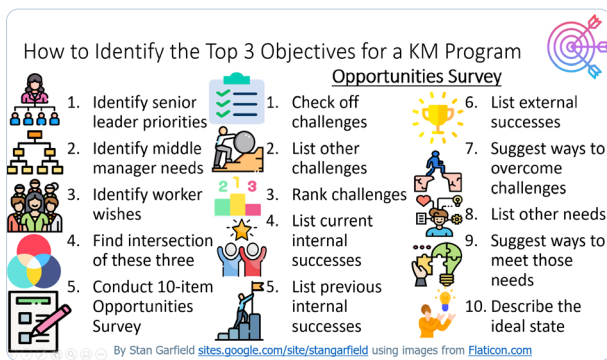 How to Identify the Top 3 Objectives for a KM Program
1. Identify senior
leader priorities
2. Identify middle
manager needs
3. Identify worker
wishes
4. Find intersection
of these three
5. Conduct 10-item
Opportunities
Survey
Opportunities Survey
1. Check off
challenges
2. List other
challenges
3. Rank challenges
4. List current
internal
successes
5. List previous
internal
successes
6. List external
successes
7. Suggest ways to
overcome
challenges
8. List other needs
9. Suggest ways to
meet those
needs
10. Describe the
ideal state
2 1 3
By Stan Garfield sites.google.com/site/stangarfield using images from Flaticon.com